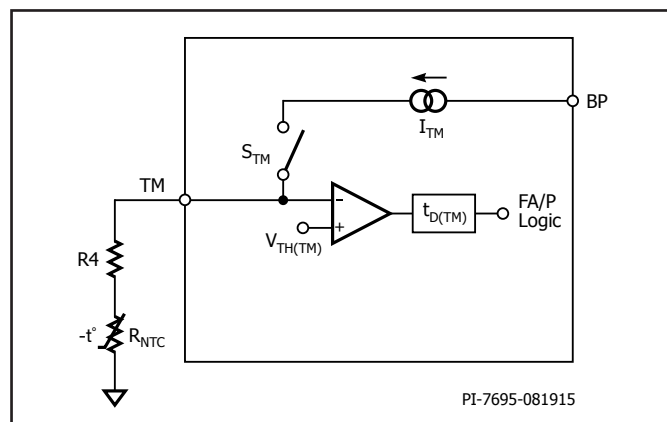 BP
I_TM
S_TM
TM
-
+
V_TH(TM)
t_D(TM)
FA/P
Logic
R4
-t°
R_NTC
PI-7695-081915